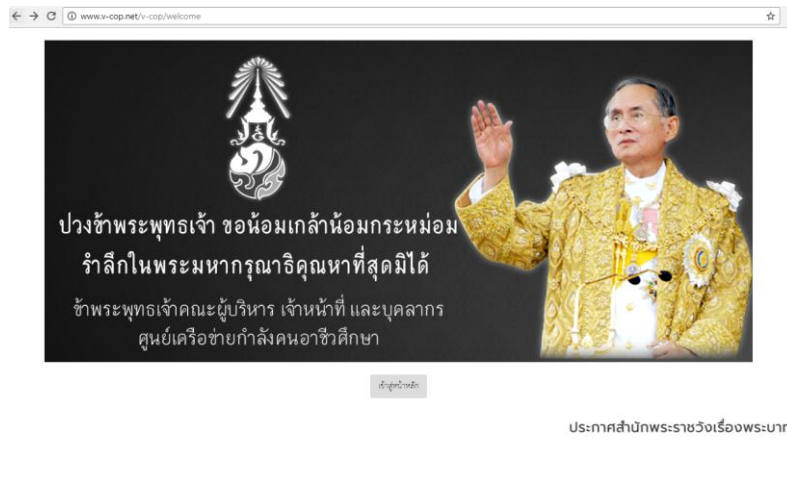 www.v-cop.net/v-cop/welcome
ปวงข้าพระพุทธเจ้า ขอน้อมเกล้าน้อมกระหม่อม
รำลึกในพระมหากรุณาธิคุณหาที่สุดมิได้
ข้าพระพุทธเจ้าคณะผู้บริหาร เจ้าหน้าที่ และบุคลากร
ศูนย์เครือข่ายกำลังคนอาชีวศึกษา
เข้าสู่หน้าหลัก
ประกาศสำนักพระราชวังเรื่องพระบาท